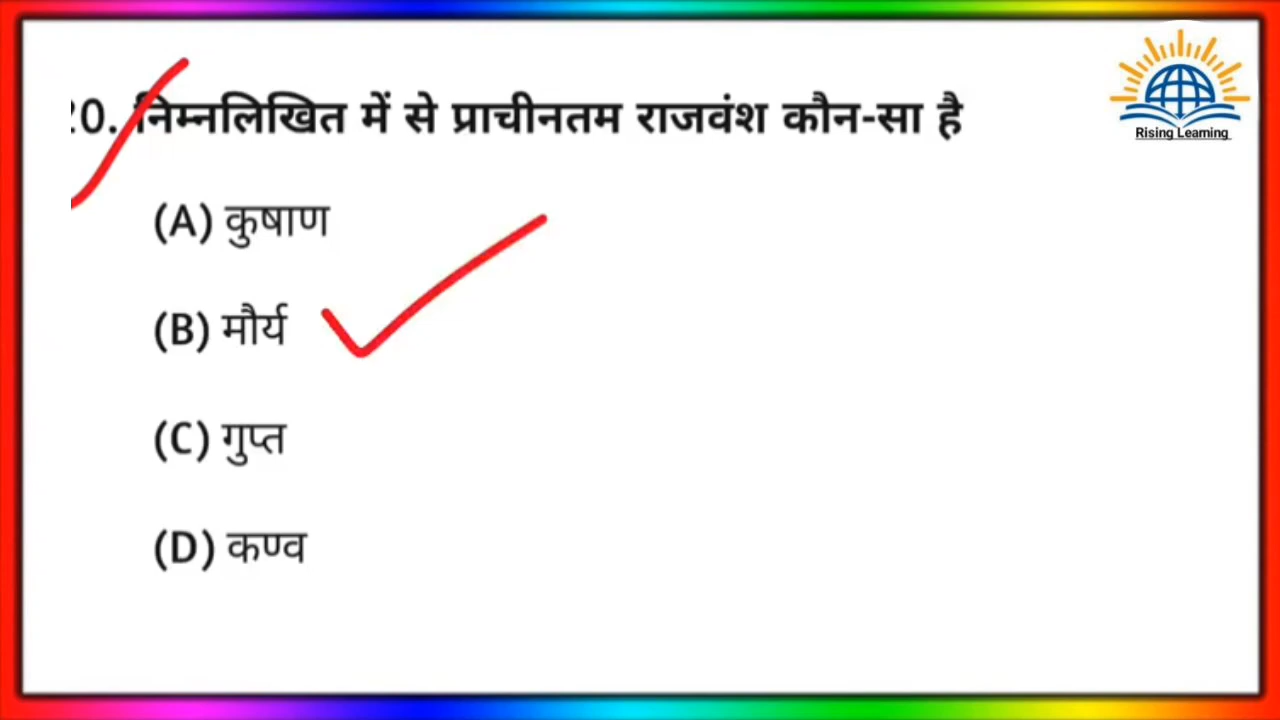 20. निम्नलिखित में से प्राचीनतम राजवंश कौन-सा है
Rising Learning
(A) कुषाण
(B) मौर्य
(C) गुप्त
(D) कण्व